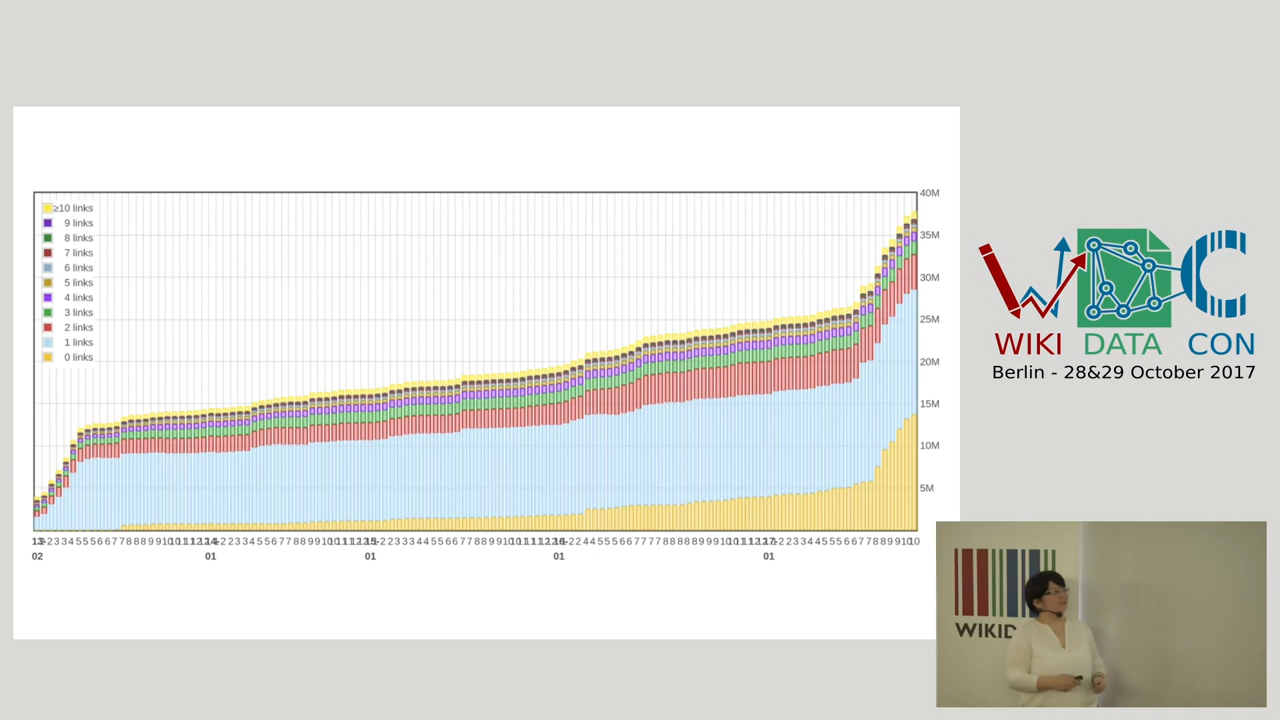 ≥10 links
9 links
8 links
7 links
6 links
5 links
4 links
3 links
2 links
1 links
0 links
40M
35M
30M
25M
20M
15M
10M
5M
02
01
01
01
01
WIKI DATA CON
Berlin - 28&29 October 2017
WIKID